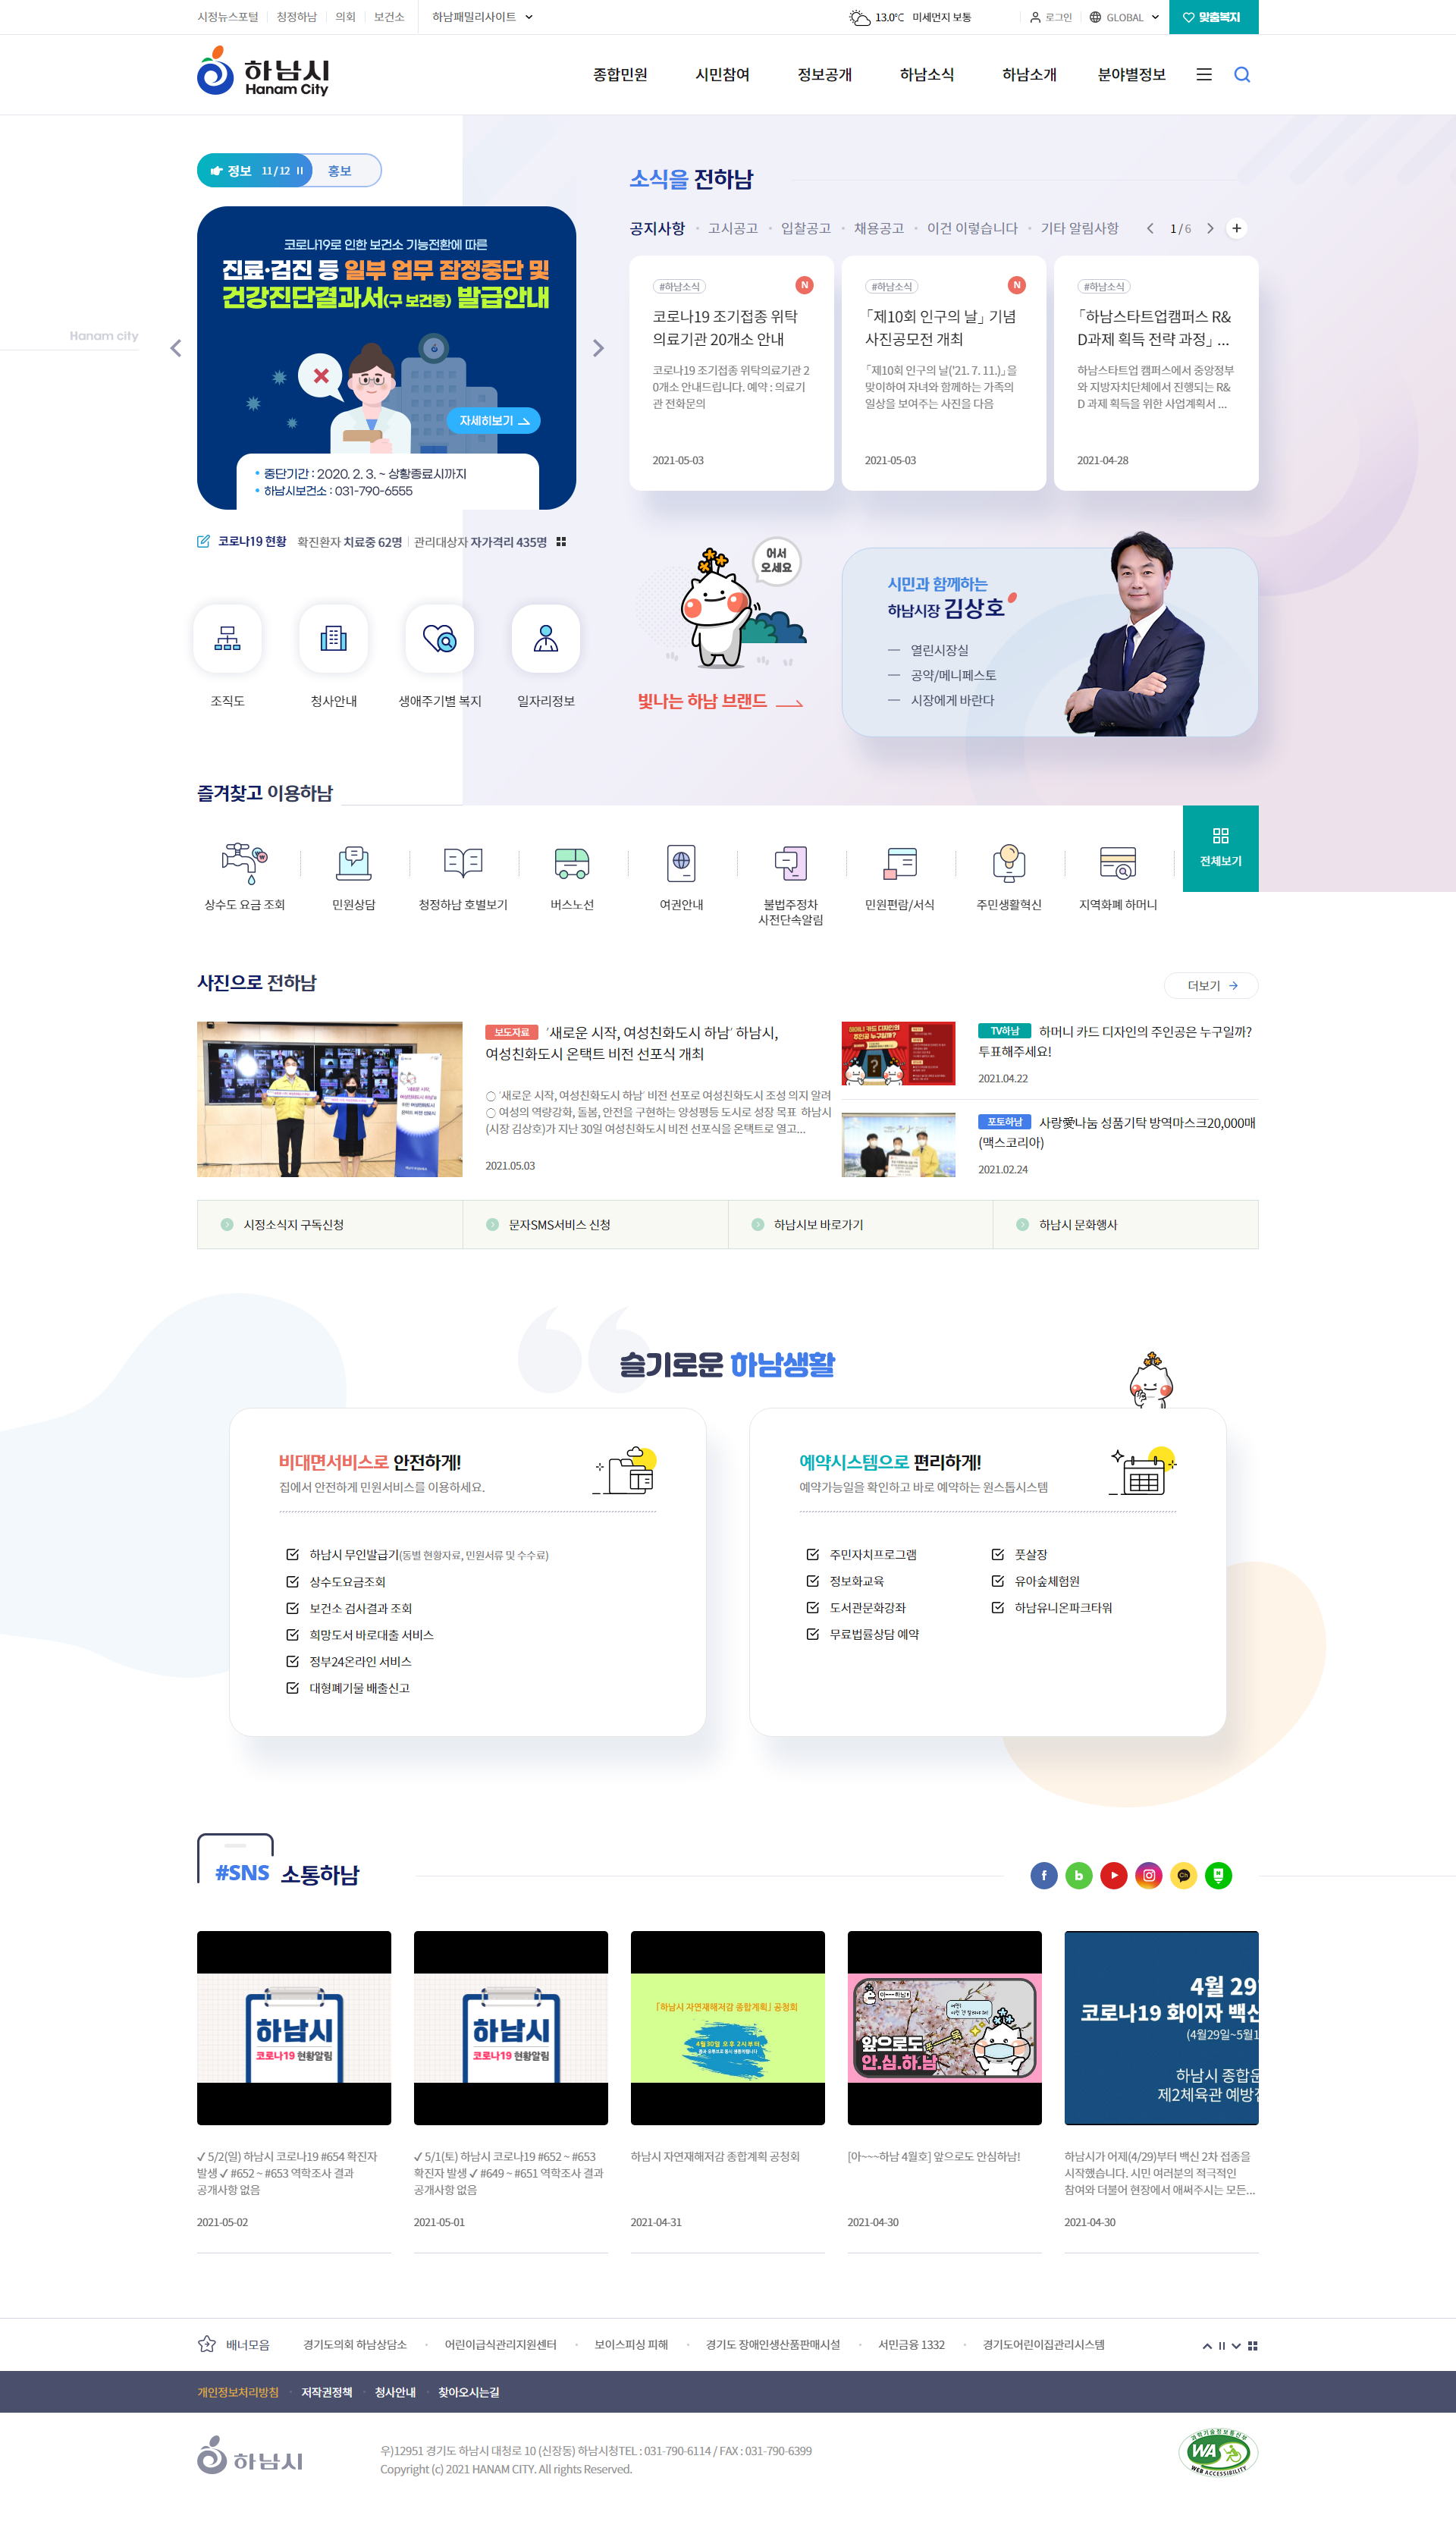 시정뉴스포털 청정하남 의회 보건소 하남패밀리사이트
13.0℃ 미세먼지 보통 로그인 GLOBAL 맞춤복지
하남시
Hanam City
종합민원 시민참여 정보공개 하남소식 하남소개 분야별정보
정보 11 / 12 홍보
코로나19로 인한 보건소 기능전환에 따른
진료·검진 등 일부 업무 잠정중단 및
건강진단결과서(구 보건증) 발급안내
자세히보기
• 중단기간 : 2020. 2. 3. ~ 상황종료시까지
• 하남시보건소 : 031-790-6555
Hanam city
코로나19 현황 확진환자 치료중 62명 관리대상자 자가격리 435명
조직도 청사안내 생애주기별 복지 일자리정보
소식을 전하남
공지사항 고시공고 입찰공고 채용공고 이건 이렇습니다 기타 알림사항 1 / 6
#하남소식 N
코로나19 조기접종 위탁
의료기관 20개소 안내
코로나19 조기접종 위탁의료기관 2
0개소 안내드립니다. 예약 : 의료기
관 전화문의
2021-05-03
#하남소식 N
「제10회 인구의 날」 기념
사진공모전 개최
「제10회 인구의 날('21. 7. 11.)」을
맞이하여 자녀와 함께하는 가족의
일상을 보여주는 사진을 다음
2021-05-03
#하남소식
「하남스타트업캠퍼스 R&
D과제 획득 전략 과정」 ...
하남스타트업 캠퍼스에서 중앙정부
와 지방자치단체에서 진행되는 R&
D 과제 획득을 위한 사업계획서 ...
2021-04-28
어서
오세요
빛나는 하남 브랜드
시민과 함께하는
하남시장 김상호
열린시장실
공약/메니페스토
시장에게 바란다
즐겨찾고 이용하남
전체보기
상수도 요금 조회 민원상담 청정하남 호별보기 버스노선 여권안내 불법주정차 민원편람/서식 주민생활혁신 지역화폐 하머니
사전단속알림
사진으로 전하남
더보기
보도자료 '새로운 시작, 여성친화도시 하남' 하남시,
여성친화도시 온택트 비전 선포식 개최
○ '새로운 시작, 여성친화도시 하남' 비전 선포로 여성친화도시 조성 의지 알려
○ 여성의 역량강화, 돌봄, 안전을 구현하는 양성평등 도시로 성장 목표 하남시
(시장 김상호)가 지난 30일 여성친화도시 비전 선포식을 온택트로 열고...
2021.05.03
TV하남 하머니 카드 디자인의 주인공은 누구일까?
투표해주세요!
2021.04.22
포토하남 사랑愛나눔 성품기탁 방역마스크20,000매
(맥스코리아)
2021.02.24
시정소식지 구독신청 문자SMS서비스 신청 하남시보 바로가기 하남시 문화행사
슬기로운 하남생활
비대면서비스로 안전하게!
집에서 안전하게 민원서비스를 이용하세요.
하남시 무인발급기(동별 현황자료, 민원서류 및 수수료)
상수도요금조회
보건소 검사결과 조회
희망도서 바로대출 서비스
정부24온라인 서비스
대형폐기물 배출신고
예약시스템으로 편리하게!
예약가능일을 확인하고 바로 예약하는 원스톱시스템
주민자치프로그램 풋살장
정보화교육 유아숲체험원
도서관문화강좌 하남유니온파크타워
무료법률상담 예약
#SNS 소통하남
하남시
코로나19 현황알림
하남시
코로나19 현황알림
「하남시 자연재해저감 종합계획」 공청회
4월30일 오후 2시부터
앞으로도
안.심.하.남
4월 29
코로나19 화이자 백신
(4월29일~5월1
하남시 종합운
제2체육관 예방접
✓ 5/2(일) 하남시 코로나19 #654 확진자
발생 ✓ #652 ~ #653 역학조사 결과
공개사항 없음
2021-05-02
✓ 5/1(토) 하남시 코로나19 #652 ~ #653
확진자 발생 ✓ #649 ~ #651 역학조사 결과
공개사항 없음
2021-05-01
하남시 자연재해저감 종합계획 공청회
2021-04-31
[아~~~하남 4월호] 앞으로도 안심하남!
2021-04-30
하남시가 어제(4/29)부터 백신 2차 접종을
시작했습니다. 시민 여러분의 적극적인
참여와 더불어 현장에서 애써주시는 모든...
2021-04-30
배너모음 경기도의회 하남상담소 어린이급식관리지원센터 보이스피싱 피해 경기도 장애인생산품판매시설 서민금융 1332 경기도어린이집관리시스템
개인정보처리방침 저작권정책 청사안내 찾아오시는길
하남시
우)12951 경기도 하남시 대청로 10 (신장동) 하남시청TEL : 031-790-6114 / FAX : 031-790-6399
Copyright (c) 2021 HANAM CITY. All rights Reserved.
과학기술정보통신부
WA
WEB ACCESSIBILITY